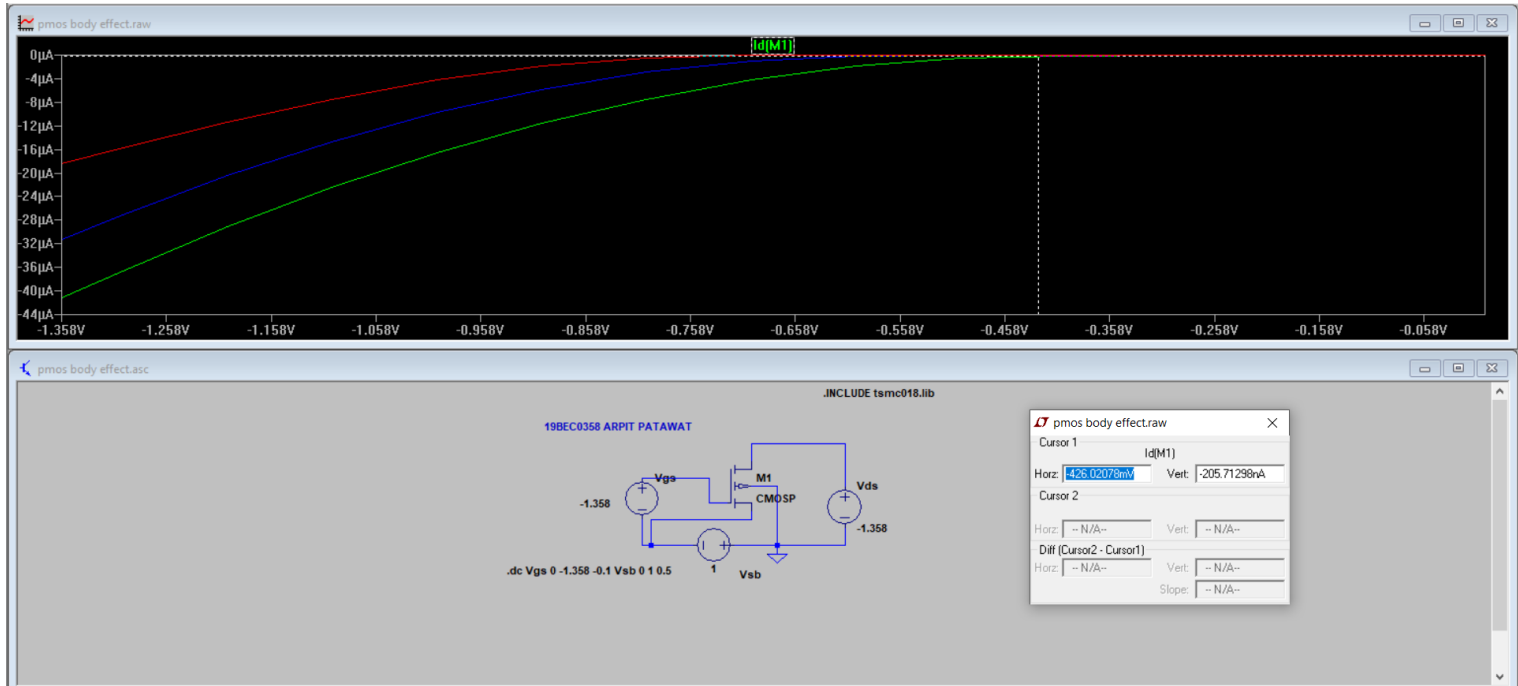 pmos body effect.raw
Id(M1)
0µA
-4µA
-8µA
-12µA
-16µA
-20µA
-24µA
-28µA
-32µA
-36µA
-40µA
-44µA
-1.358V -1.258V -1.158V -1.058V -0.958V -0.858V -0.758V -0.658V -0.558V -0.458V -0.358V -0.258V -0.158V -0.058V
pmos body effect.asc
.INCLUDE tsmc018.lib
19BEC0358 ARPIT PATAWAT
Vgs
M1
Vds
CMOSP
-1.358
-1.358
.dc Vgs 0 -1.358 -0.1 Vsb 0 1 0.5
1
Vsb
pmos body effect.raw
Cursor 1
Id(M1)
Horz: -426.02078mV Vert: -205.71298nA
Cursor 2
Horz: -- N/A-- Vert: -- N/A--
Diff (Cursor2 - Cursor1)
Horz: -- N/A-- Vert: -- N/A--
Slope: -- N/A--